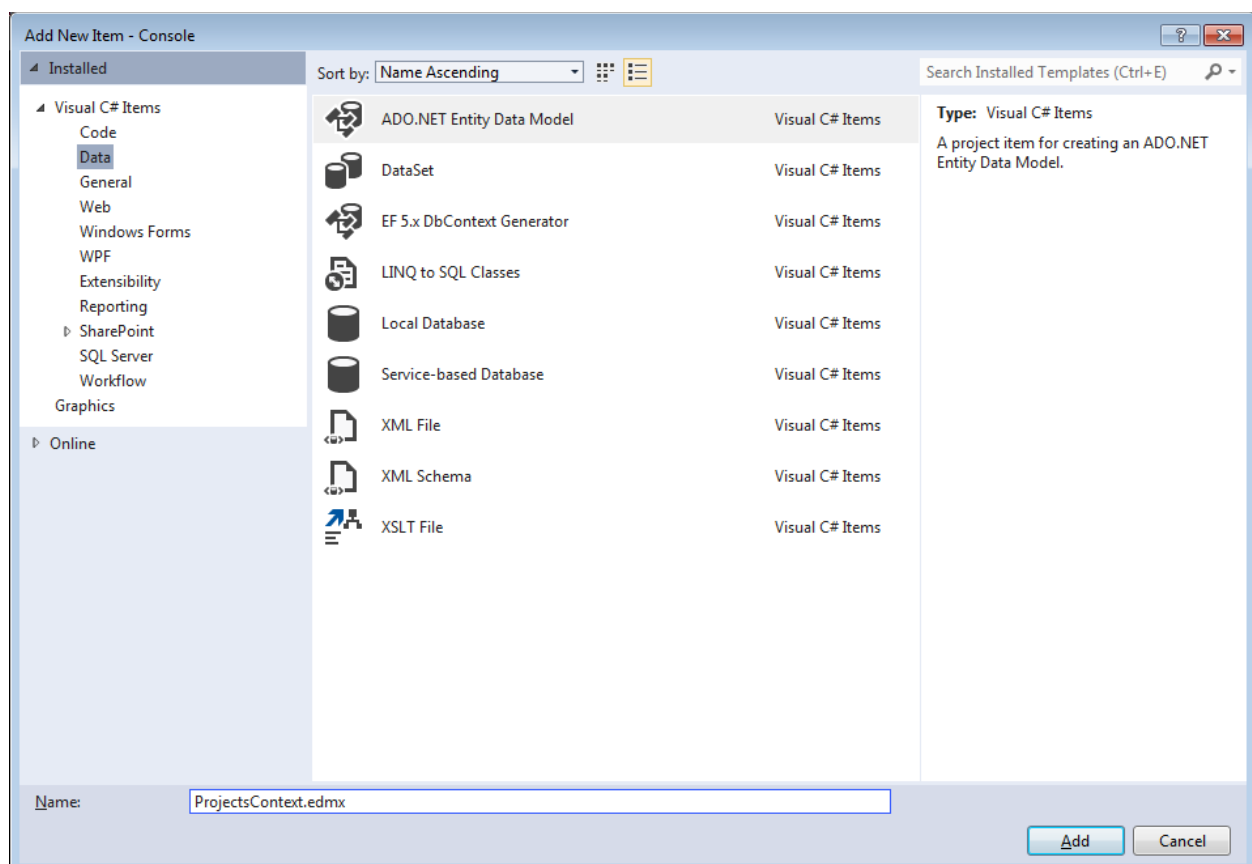 Add New Item - Console
Installed
Visual C# Items
Code
Data
General
Web
Windows Forms
WPF
Extensibility
Reporting
SharePoint
SQL Server
Workflow
Graphics
Online
Sort by: Name Ascending
ADO.NET Entity Data Model Visual C# Items
DataSet Visual C# Items
EF 5.x DbContext Generator Visual C# Items
LINQ to SQL Classes Visual C# Items
Local Database Visual C# Items
Service-based Database Visual C# Items
XML File Visual C# Items
XML Schema Visual C# Items
XSLT File Visual C# Items
Search Installed Templates (Ctrl+E)
Type: Visual C# Items
A project item for creating an ADO.NET
Entity Data Model.
Name: ProjectsContext.edmx
Add Cancel